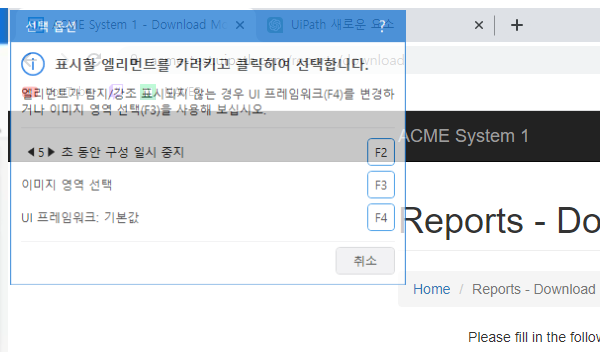 선택 옵션
?
ACME System 1 - Download Mo
UiPath 새로운 요소
표시할 엘리먼트를 가리키고 클릭하여 선택합니다.
엘리먼트가 탐지/강조 표시되지 않는 경우 UI 프레임워크(F4)를 변경하
거나 이미지 영역 선택(F3)을 사용해 보십시오.
5 초 동안 구성 일시 중지 F2
이미지 영역 선택 F3
UI 프레임워크: 기본값 F4
취소
ACME System 1
Reports - Do
Home / Reports - Download
Please fill in the follow